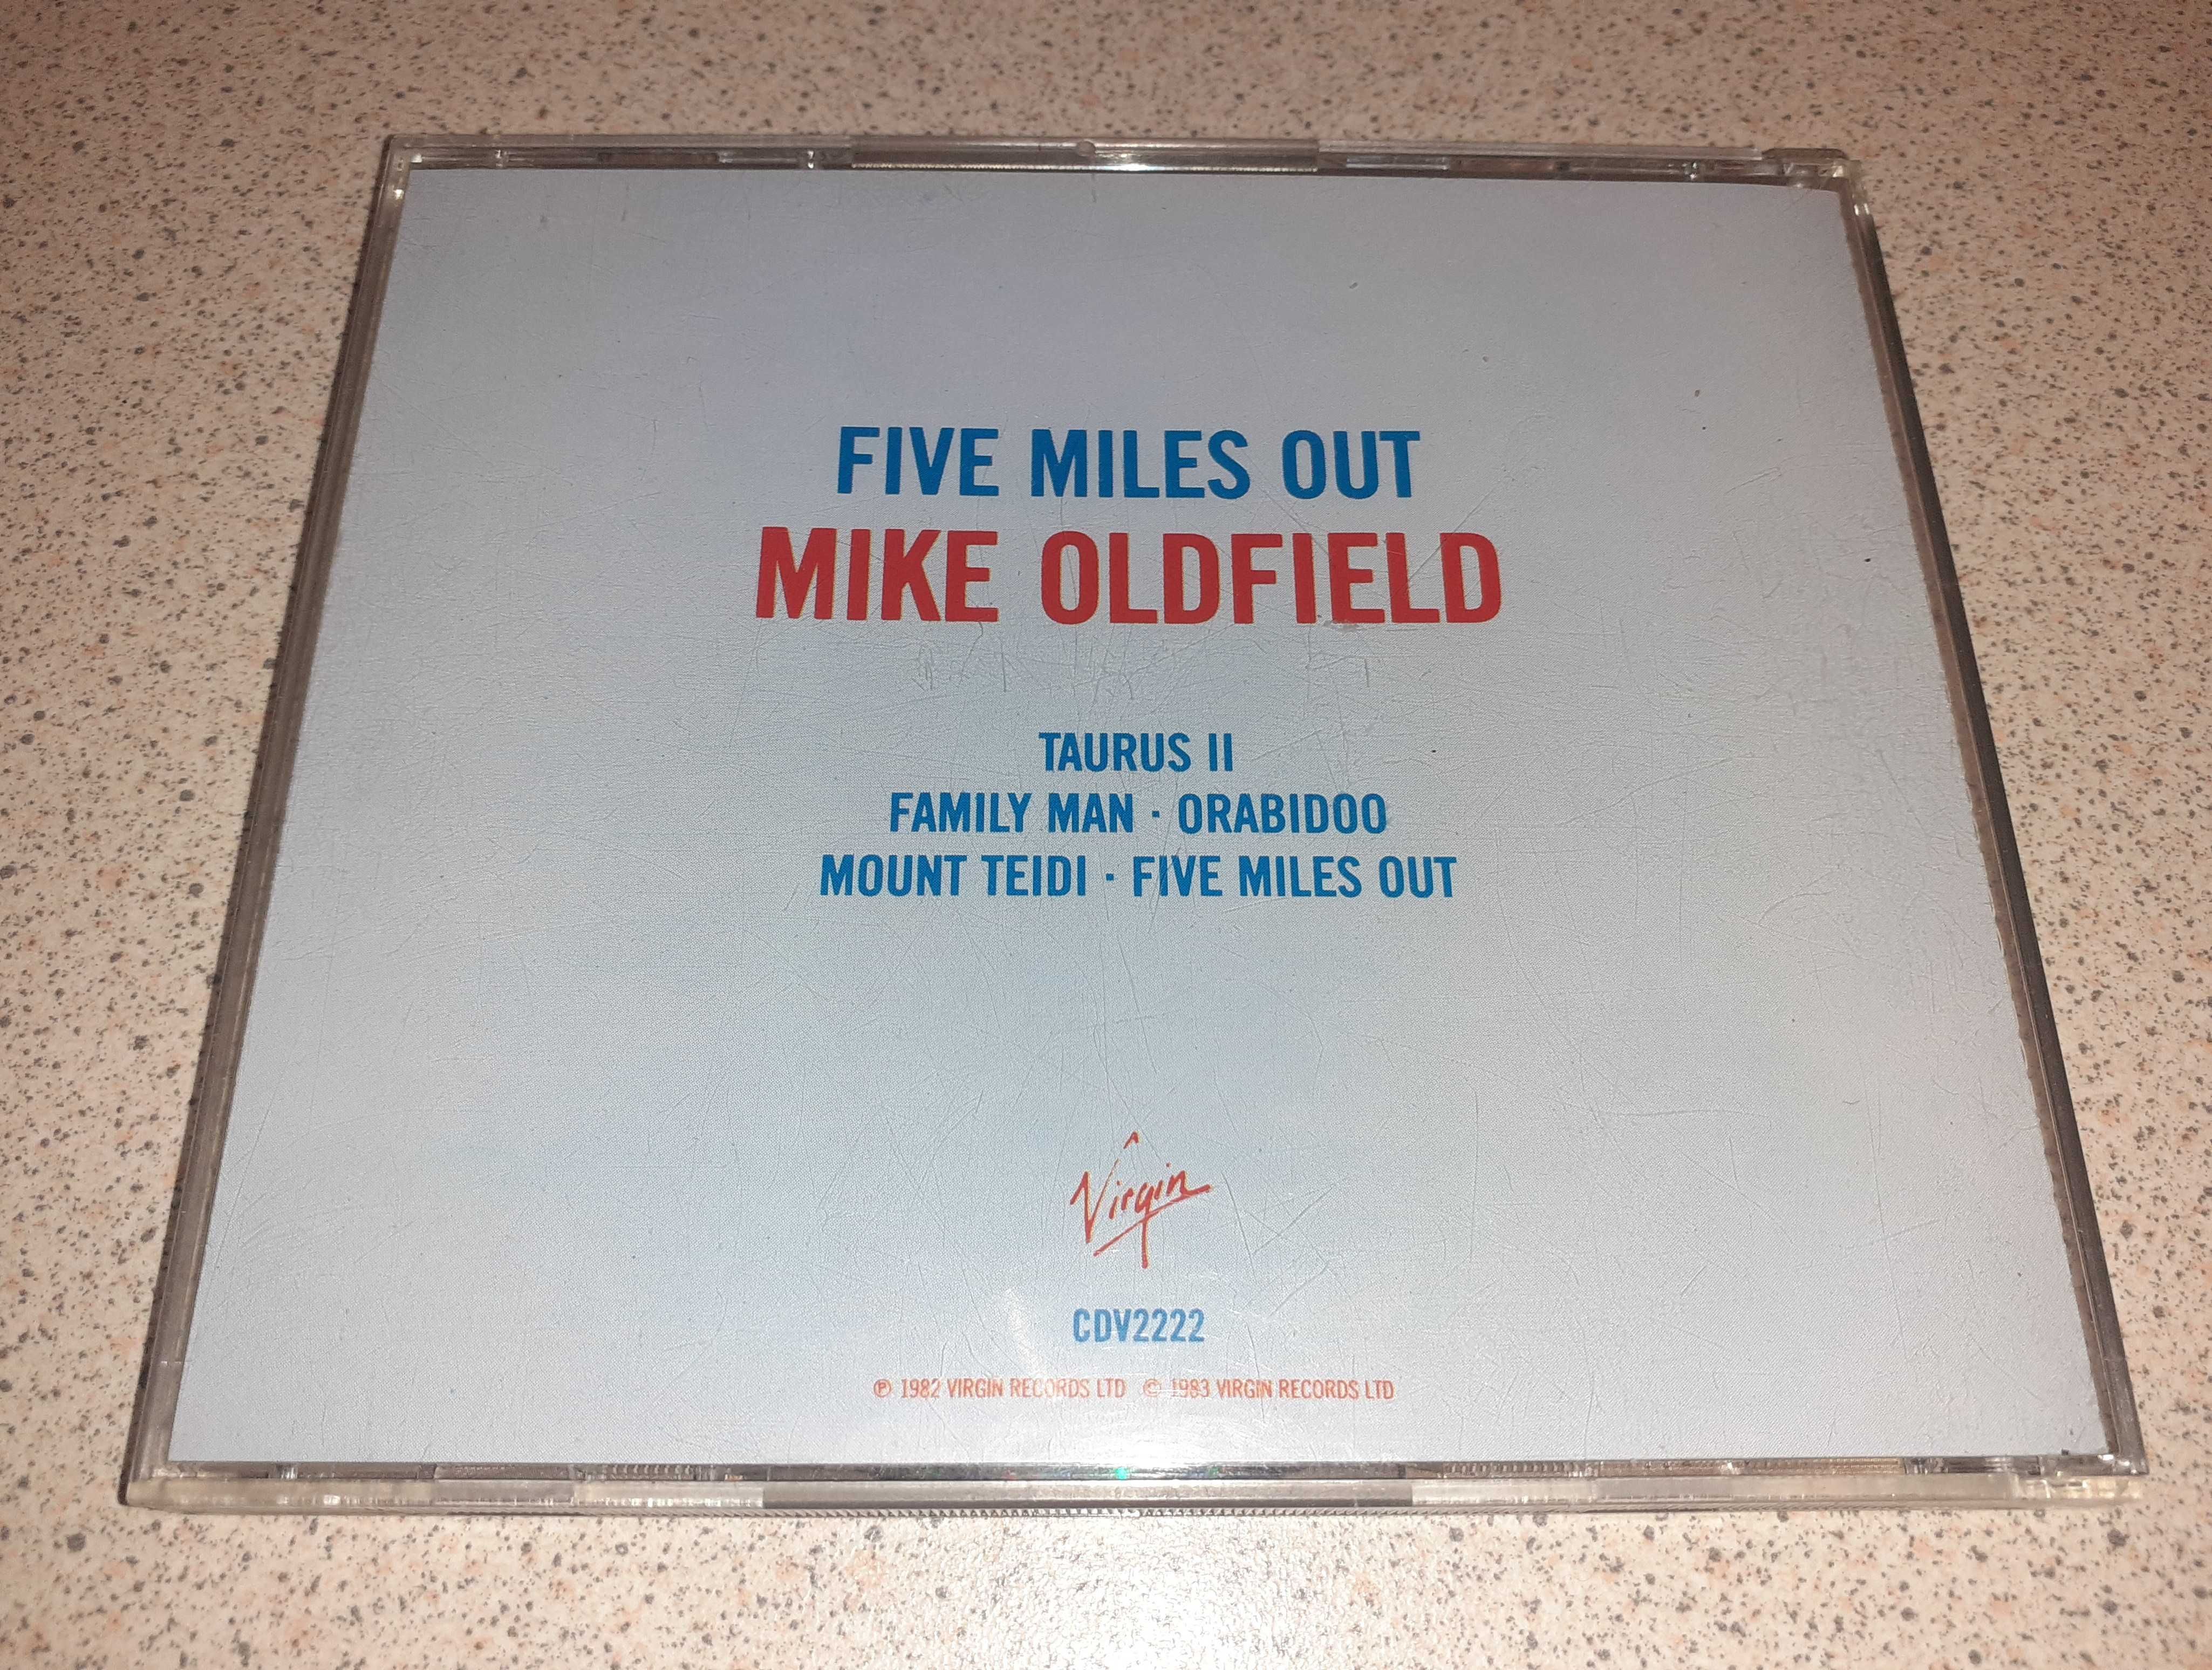 FIVE MILES OUT
MIKE OLDFIELD
TAURUS II
FAMILY MAN · ORABIDOO
MOUNT TEIDI · FIVE MILES OUT
Virgin
CDV2222
℗ 1982 VIRGIN RECORDS LTD © 1983 VIRGIN RECORDS LTD